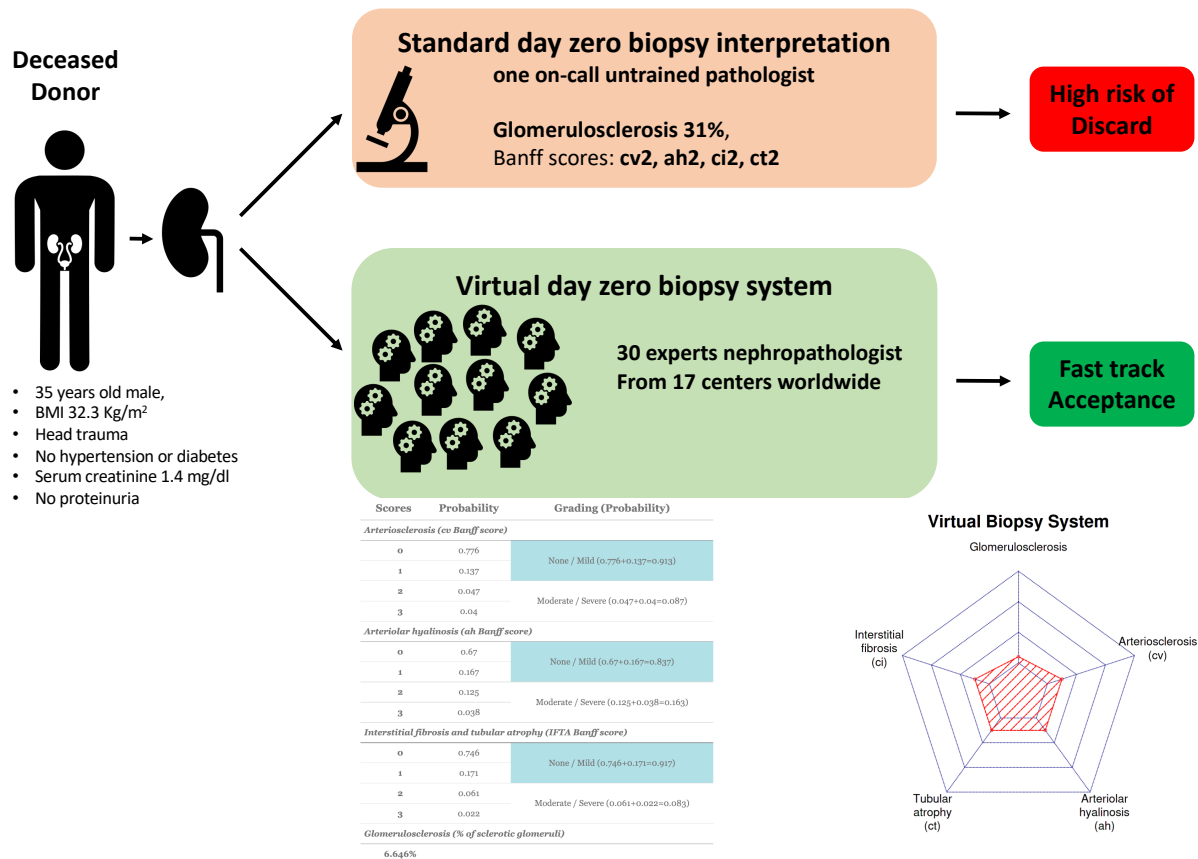 Deceased
Donor
• 35 years old male,
• BMI 32.3 Kg/m²
• Head trauma
• No hypertension or diabetes
• Serum creatinine 1.4 mg/dl
• No proteinuria
Standard day zero biopsy interpretation
one on-call untrained pathologist
Glomerulosclerosis 31%,
Banff scores: cv2, ah2, ci2, ct2
High risk of
Discard
Virtual day zero biopsy system
30 experts nephropathologist
From 17 centers worldwide
Fast track
Acceptance
Scores Probability Grading (Probability)
Arteriosclerosis (cv Banff score)
0 0.776
None / Mild (0.776+0.137=0.913)
1 0.137
2 0.047
Moderate / Severe (0.047+0.04=0.087)
3 0.04
Arteriolar hyalinosis (ah Banff score)
0 0.67
None / Mild (0.67+0.167=0.837)
1 0.167
2 0.125
Moderate / Severe (0.125+0.038=0.163)
3 0.038
Interstitial fibrosis and tubular atrophy (IFTA Banff score)
0 0.746
None / Mild (0.746+0.171=0.917)
1 0.171
2 0.061
Moderate / Severe (0.061+0.022=0.083)
3 0.022
Glomerulosclerosis (% of sclerotic glomeruli)
6.646%
Virtual Biopsy System
Glomerulosclerosis
Interstitial
fibrosis
(ci)
Arteriosclerosis
(cv)
Tubular
atrophy
(ct)
Arteriolar
hyalinosis
(ah)